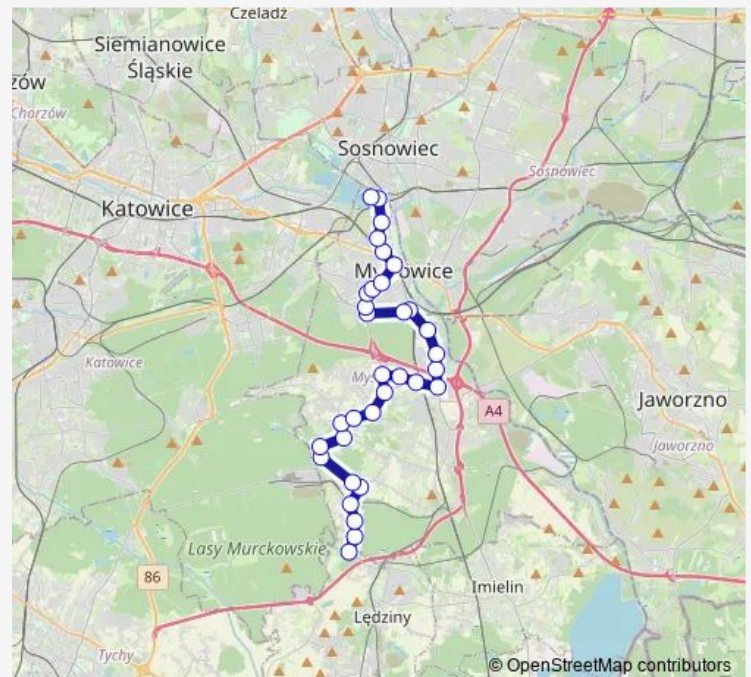 Czeladź
Siemianowice
Śląskie
zów
Chorzów
Sosnowiec
Sosnowiec
Katowice
Mysłowice
Katowice
A4
Jaworzno
Jaworzno
Lasy Murckowskie
86
Imielin
Lędziny
Tychy
© OpenStreetMap contributors